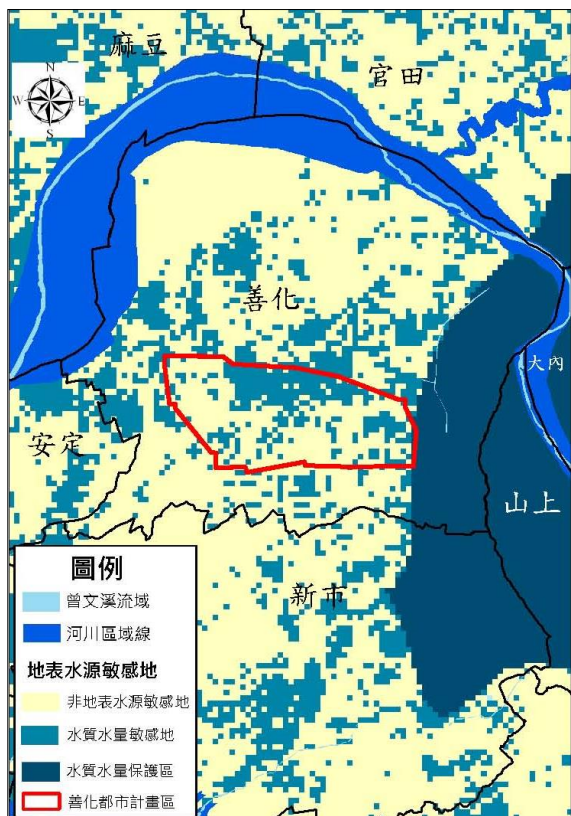 麻豆
官田
N
W E
S
善化
大內
安定
山上
新市
圖例
曾文溪流域
河川區域線
地表水源敏感地
非地表水源敏感地
水質水量敏感地
水質水量保護區
善化都市計畫區